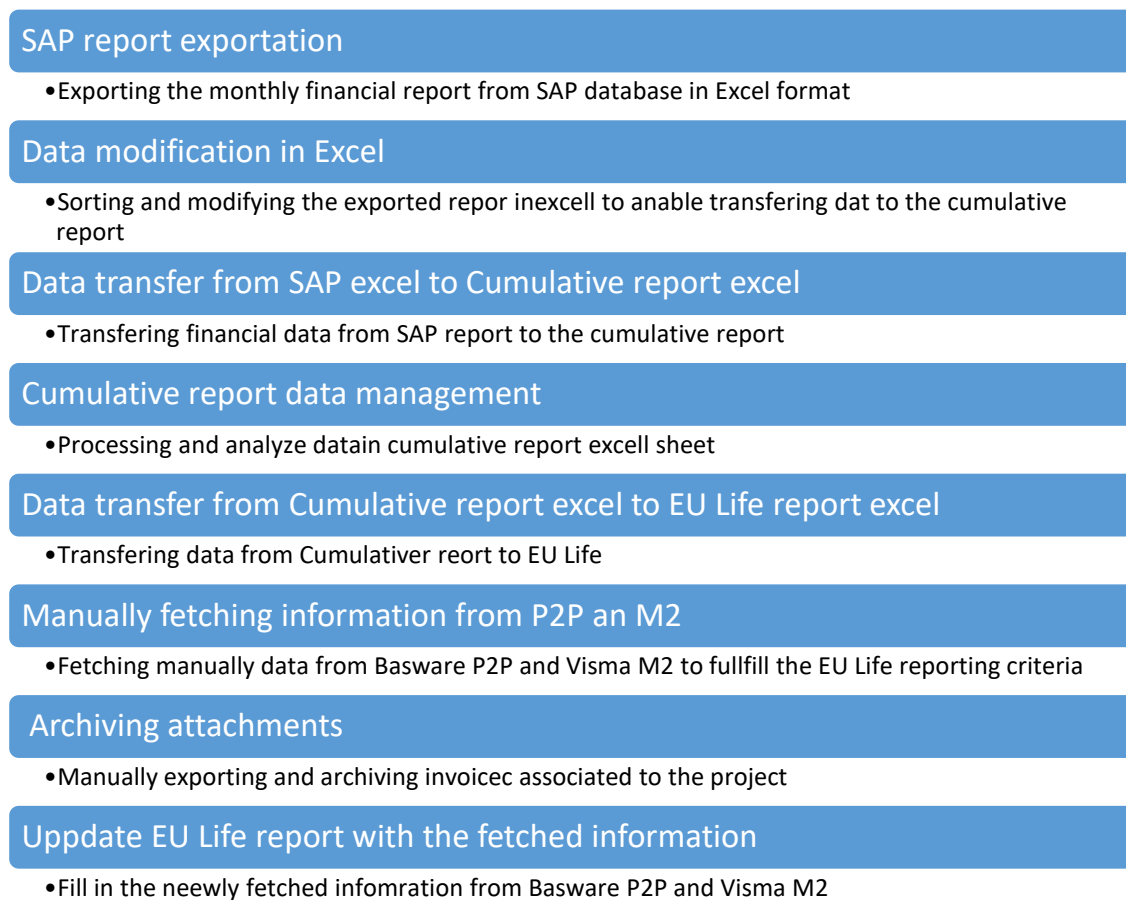 SAP report exportation
•Exporting the monthly financial report from SAP database in Excel format
Data modification in Excel
•Sorting and modifying the exported repor inexcell to anable transfering dat to the cumulative
report
Data transfer from SAP excel to Cumulative report excel
•Transfering financial data from SAP report to the cumulative report
Cumulative report data management
•Processing and analyze datain cumulative report excell sheet
Data transfer from Cumulative report excel to EU Life report excel
•Transfering data from Cumulativer reort to EU Life
Manually fetching information from P2P an M2
•Fetching manually data from Basware P2P and Visma M2 to fullfill the EU Life reporting criteria
Archiving attachments
•Manually exporting and archiving invoicec associated to the project
Uppdate EU Life report with the fetched information
•Fill in the neewly fetched infomration from Basware P2P and Visma M2